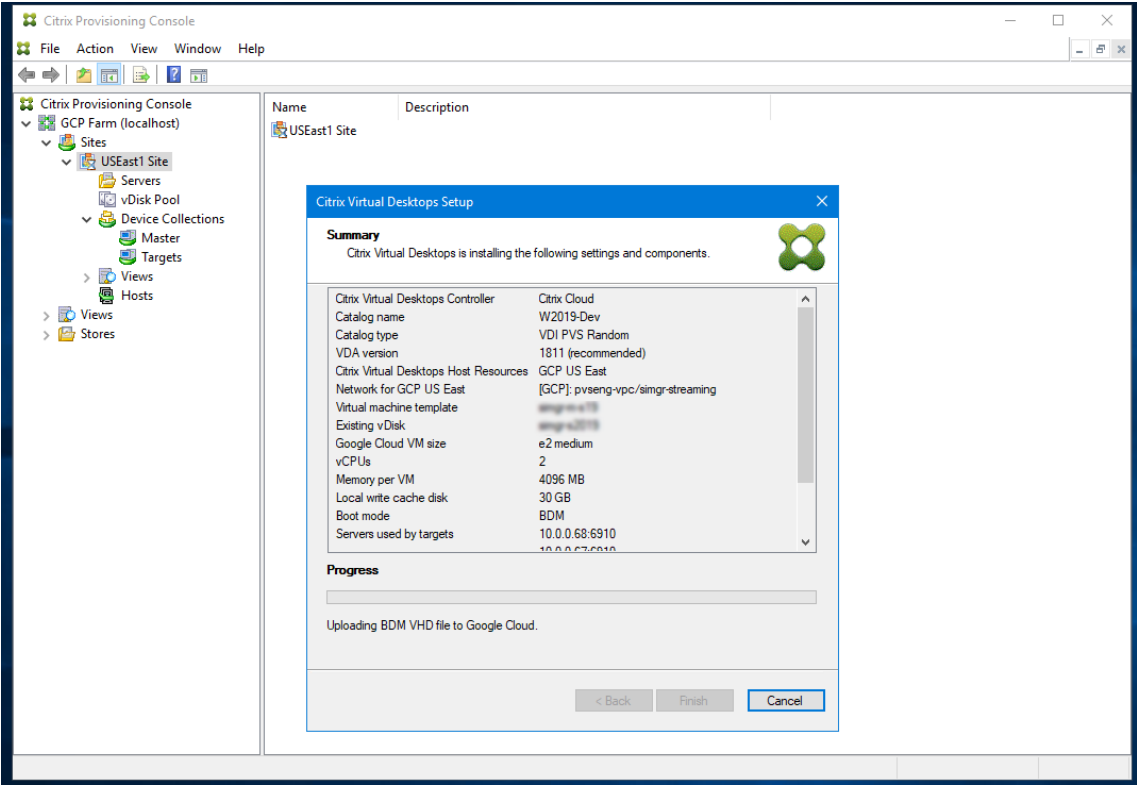 Citrix Provisioning Console
File Action View Window Help
Citrix Provisioning Console
GCP Farm (localhost)
Sites
USEast1 Site
Servers
vDisk Pool
Device Collections
Master
Targets
Views
Hosts
Views
Stores
Name Description
USEast1 Site
Citrix Virtual Desktops Setup
Summary
Citrix Virtual Desktops is installing the following settings and components.
Citrix Virtual Desktops Controller Citrix Cloud
Catalog name W2019-Dev
Catalog type VDI PVS Random
VDA version 1811 (recommended)
Citrix Virtual Desktops Host Resources GCP US East
Network for GCP US East [GCP]: pvseng-vpc/simgr-streaming
Virtual machine template
Existing vDisk
Google Cloud VM size e2 medium
vCPUs 2
Memory per VM 4096 MB
Local write cache disk 30 GB
Boot mode BDM
Servers used by targets 10.0.0.68:6910
10.0.0.67:6910
Progress
Uploading BDM VHD file to Google Cloud.
< Back Finish Cancel